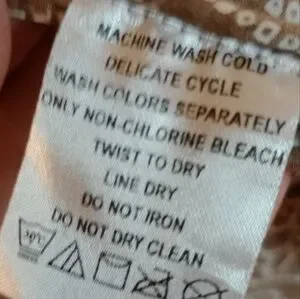 MACHINE WASH COLD
DELICATE CYCLE
WASH COLORS SEPARATELY
ONLY NON-CHLORINE BLEACH
TWIST TO DRY
LINE DRY
DO NOT IRON
DO NOT DRY CLEAN
30°C